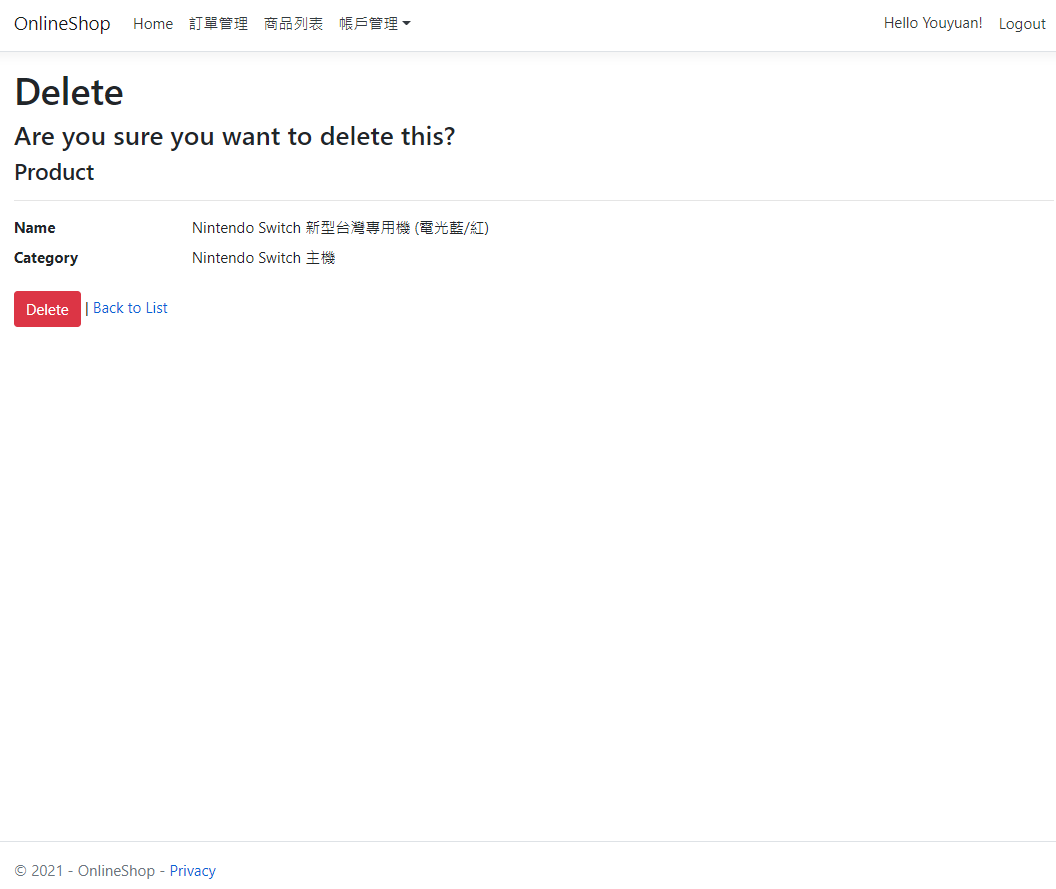 OnlineShop Home 訂單管理 商品列表 帳戶管理 Hello Youyuan! Logout
Delete
Are you sure you want to delete this?
Product
Name Nintendo Switch 新型台灣專用機 (電光藍/紅)
Category Nintendo Switch 主機
Delete | Back to List
© 2021 - OnlineShop - Privacy